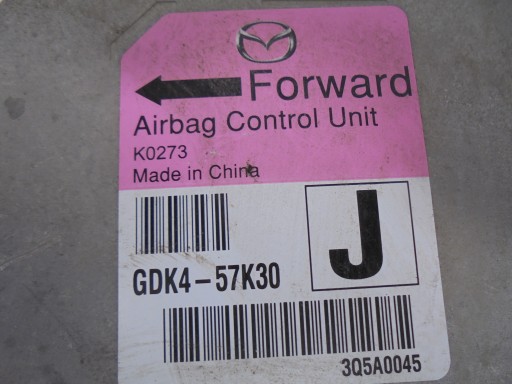 Forward
Airbag Control Unit
K0273
Made in China
J
GDK4-57K30
3Q5A0045